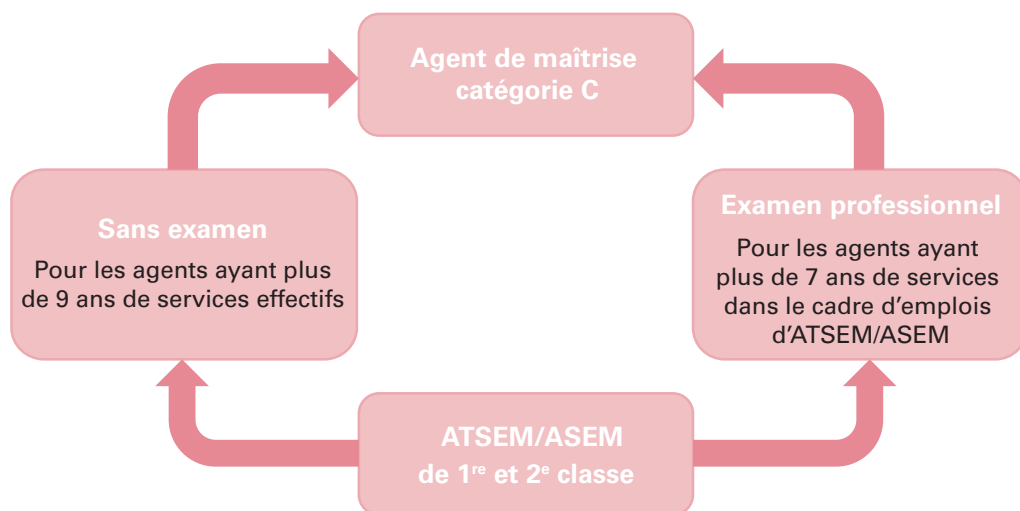 Agent de maîtrise
catégorie C
Sans examen
Pour les agents ayant plus
de 9 ans de services effectifs
Examen professionnel
Pour les agents ayant
plus de 7 ans de services
dans le cadre d’emplois
d’ATSEM/ASEM
ATSEM/ASEM
de 1re et 2e classe